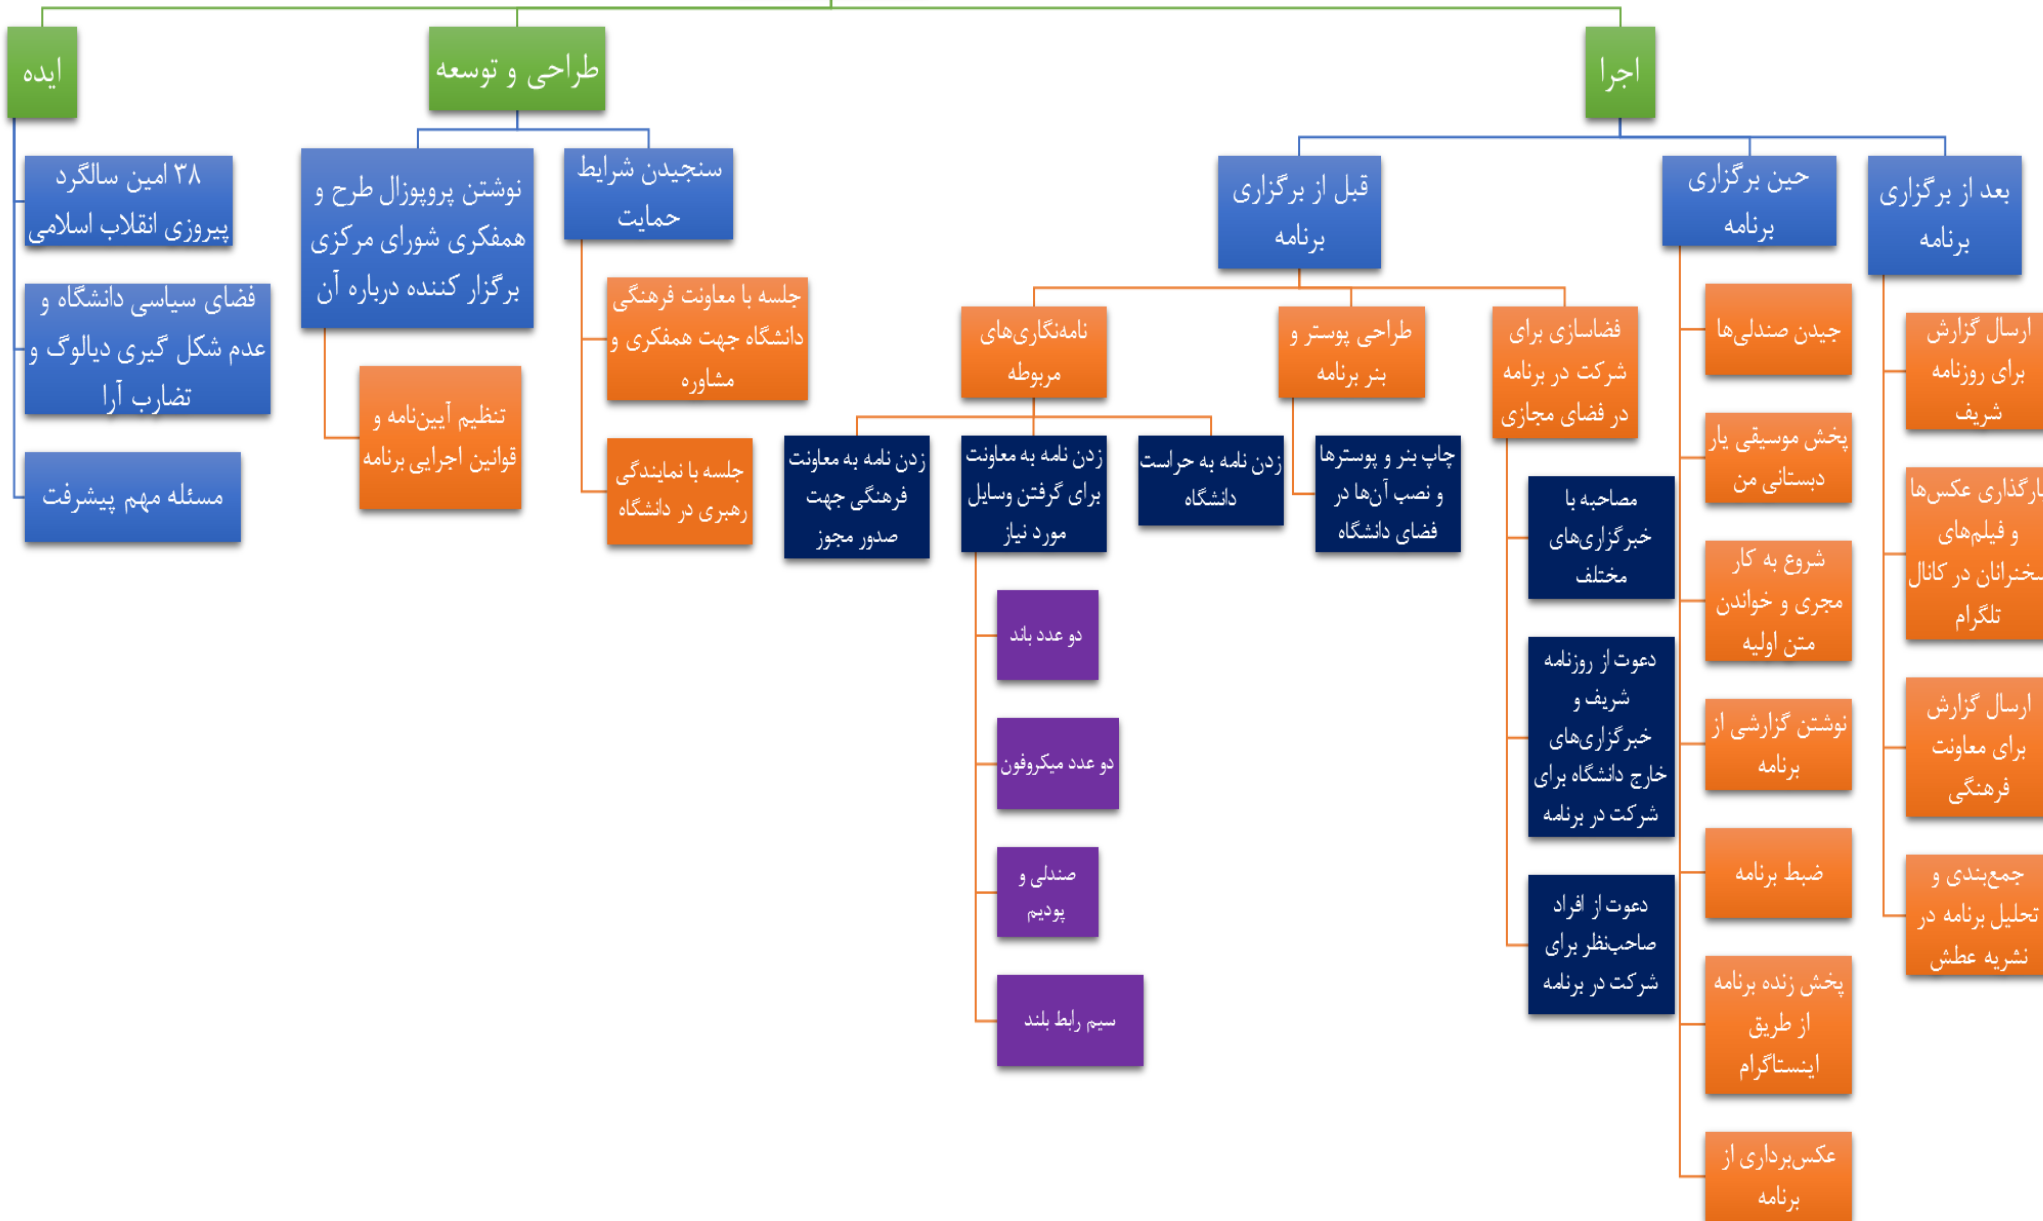 ایده
۳۸ امین سالگرد
پیروزی انقلاب اسلامی
فضای سیاسی دانشگاه و
عدم شکل گیری دیالوگ و
تضارب آرا
مسئله مهم پیشرفت
طراحی و توسعه
نوشتن پروپوزال طرح و
همفکری شورای مرکزی
برگزار کننده درباره آن
تنظیم آیین‌نامه و
قوانین اجرایی برنامه
سنجیدن شرایط
حمایت
جلسه با معاونت فرهنگی
دانشگاه جهت همفکری و
مشاوره
جلسه با نمایندگی
رهبری در دانشگاه
اجرا
قبل از برگزاری
برنامه
نامه‌نگاری‌های
مربوطه
زدن نامه به معاونت
فرهنگی جهت
صدور مجوز
زدن نامه به معاونت
برای گرفتن وسایل
مورد نیاز
دو عدد باند
دو عدد میکروفون
صندلی و
پودیم
سیم رابط بلند
زدن نامه به حراست
دانشگاه
طراحی پوستر و
بنر برنامه
چاپ بنر و پوسترها
و نصب آن‌ها در
فضای دانشگاه
فضاسازی برای
شرکت در برنامه
در فضای مجازی
مصاحبه با
خبرگزاری‌های
مختلف
دعوت از روزنامه
شریف و
خبرگزاری‌های
خارج دانشگاه برای
شرکت در برنامه
دعوت از افراد
صاحب‌نظر برای
شرکت در برنامه
حین برگزاری
برنامه
جیدن صندلی‌ها
پخش موسیقی یار
دبستانی من
شروع به کار
مجری و خواندن
متن اولیه
نوشتن گزارشی از
برنامه
ضبط برنامه
پخش زنده برنامه
از طریق
اینستاگرام
عکس‌برداری از
برنامه
بعد از برگزاری
برنامه
ارسال گزارش
برای روزنامه
شریف
بارگذاری عکس‌ها
و فیلم‌های
سخنرانان در کانال
تلگرام
ارسال گزارش
برای معاونت
فرهنگی
جمع‌بندی و
تحلیل برنامه در
نشریه عطش